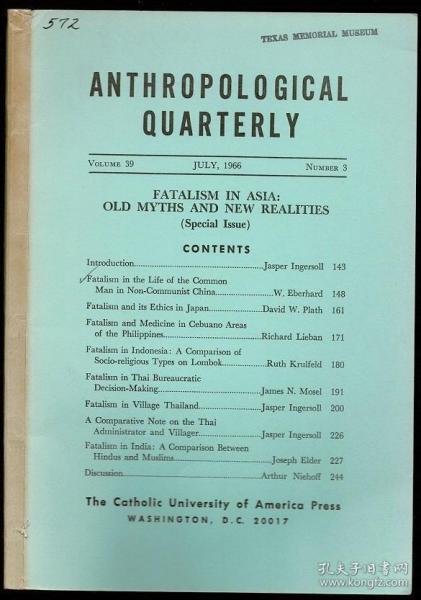 572
TEXAS MEMORIAL MUSEUM
ANTHROPOLOGICAL
QUARTERLY
VOLUME 39 JULY, 1966 NUMBER 3
FATALISM IN ASIA:
OLD MYTHS AND NEW REALITIES
(Special Issue)
CONTENTS
Introduction Jasper Ingersoll 143
Fatalism in the Life of the Common
Man in Non-Communist China W. Eberhard 148
Fatalism and its Ethics in Japan David W. Plath 161
Fatalism and Medicine in Cebuano Areas
of the Philippines Richard Lieban 171
Fatalism in Indonesia: A Comparison of
Socio-religious Types on Lombok Ruth Krulfeld 180
Fatalism in Thai Bureaucratic
Decision-Making James N. Mosel 191
Fatalism in Village Thailand Jasper Ingersoll 200
A Comparative Note on the Thai
Administrator and Villager Jasper Ingersoll 226
Fatalism in India: A Comparison Between
Hindus and Muslims Joseph Elder 227
Discussion Arthur Niehoff 244
The Catholic University of America Press
WASHINGTON, D.C. 20017
孔夫子旧书网
www.kongfz.com